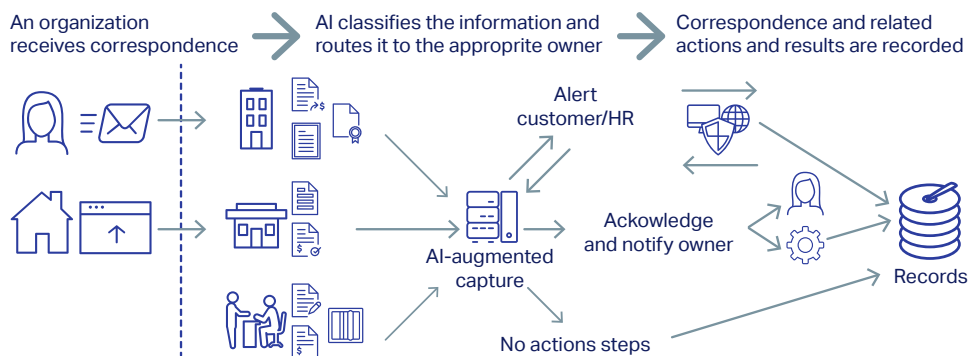 An organization
receives correspondence
AI classifies the information and
routes it to the approprite owner
Correspondence and related
actions and results are recorded
Alert
customer/HR
AI-augmented
capture
Ackowledge
and notify owner
No actions steps
Records
$
$
$